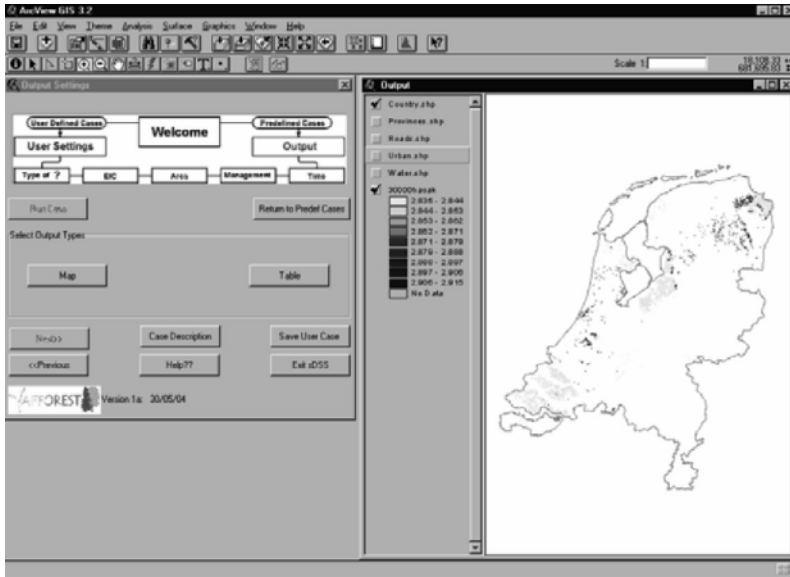 ArcView GIS 3.2
File Edit View Theme Analysis Surface Graphics Window Help
Scale 1:
Output Settings
User Defined Cases
Welcome
Predefined Cases
User Settings
Output
Type of ?
EIC
Area
Management
Time
Run Case
Return to Predef Cases
Select Output Types
Map
Table
Next>>
Case Description
Save User Case
<<Previous
Help??
Exit sDSS
AFFOREST
Version 1a: 20/05/04
Output
Country.shp
Provinces.shp
Roads.shp
Urban.shp
Water.shp
2.835 - 2.844
2.844 - 2.853
2.853 - 2.862
2.862 - 2.871
2.871 - 2.879
2.879 - 2.888
2.888 - 2.897
2.897 - 2.906
2.906 - 2.915
No Data